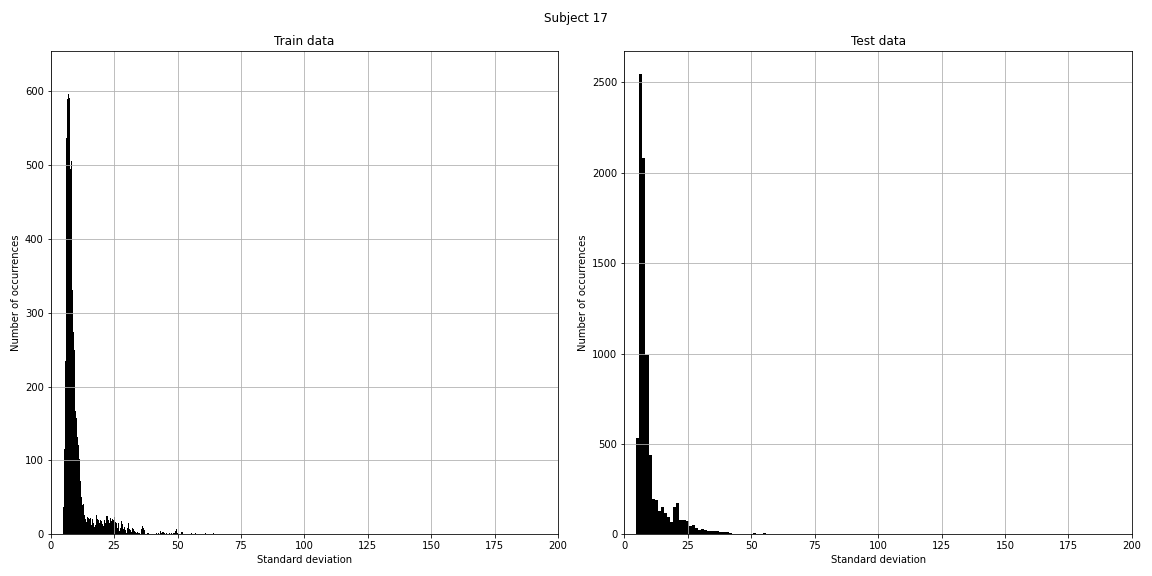 Subject 17
Train data
Number of occurrences
600
500
400
300
200
100
0
0 25 50 75 100 125 150 175 200
Standard deviation
Test data
Number of occurrences
2500
2000
1500
1000
500
0
0 25 50 75 100 125 150 175 200
Standard deviation